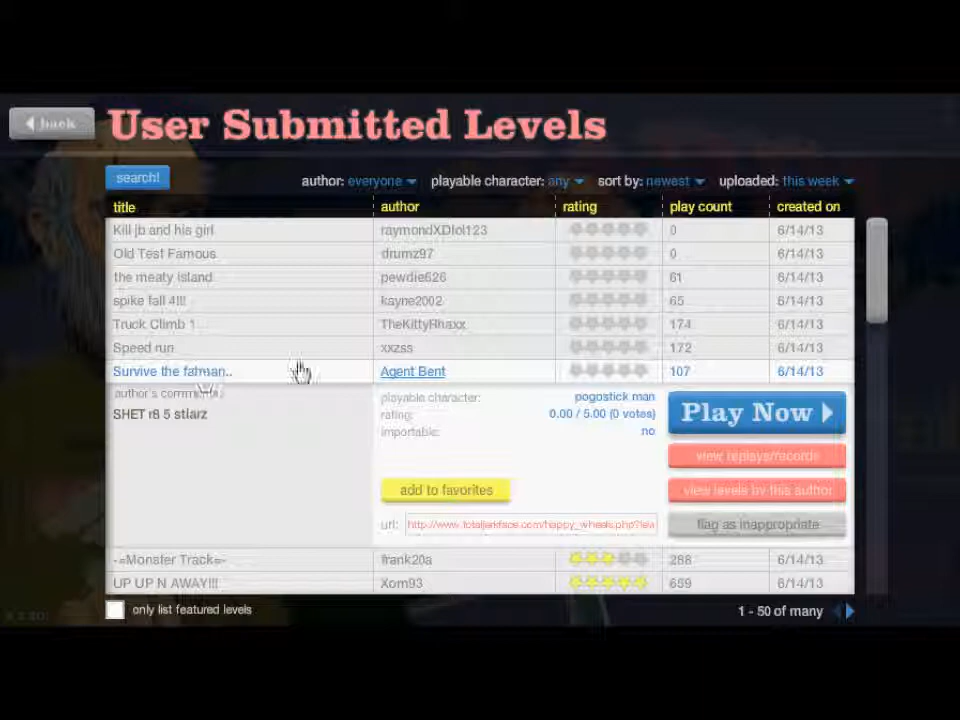 back
User Submitted Levels
search!
author: everyone playable character: any sort by: newest uploaded: this week
title author rating play count created on
Kill jb and his girl raymondXDlol123 0 6/14/13
Old Test Famous drumz97 0 6/14/13
the meaty island pewdie626 61 6/14/13
spike fall 4!!! kayne2002 65 6/14/13
Truck Climb 1 TheKittyRhaxx 174 6/14/13
Speed run xxzss 172 6/14/13
Survive the fatman.. Agent Bent 107 6/14/13
author's comments:
SHET r8 5 stiarz
playable character: pogostick man
rating: 0.00 / 5.00 (0 votes)
importable: no
Play Now
view replays/records
add to favorites
view levels by this author
url: http://www.totaljerkface.com/happy_wheels.php?lev
flag as inappropriate
-=Monster Track=- frank20a 288 6/14/13
UP UP N AWAY!!! Xom93 659 6/14/13
only list featured levels
1 - 50 of many